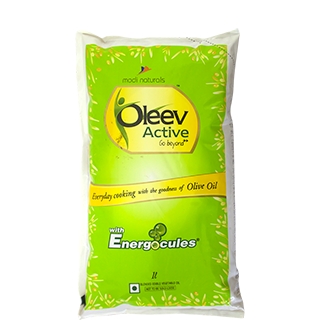 modi naturals
Oleev
Active
Go beyond**
Everyday cooking with the goodness of Olive Oil
with
Energocules®
1l